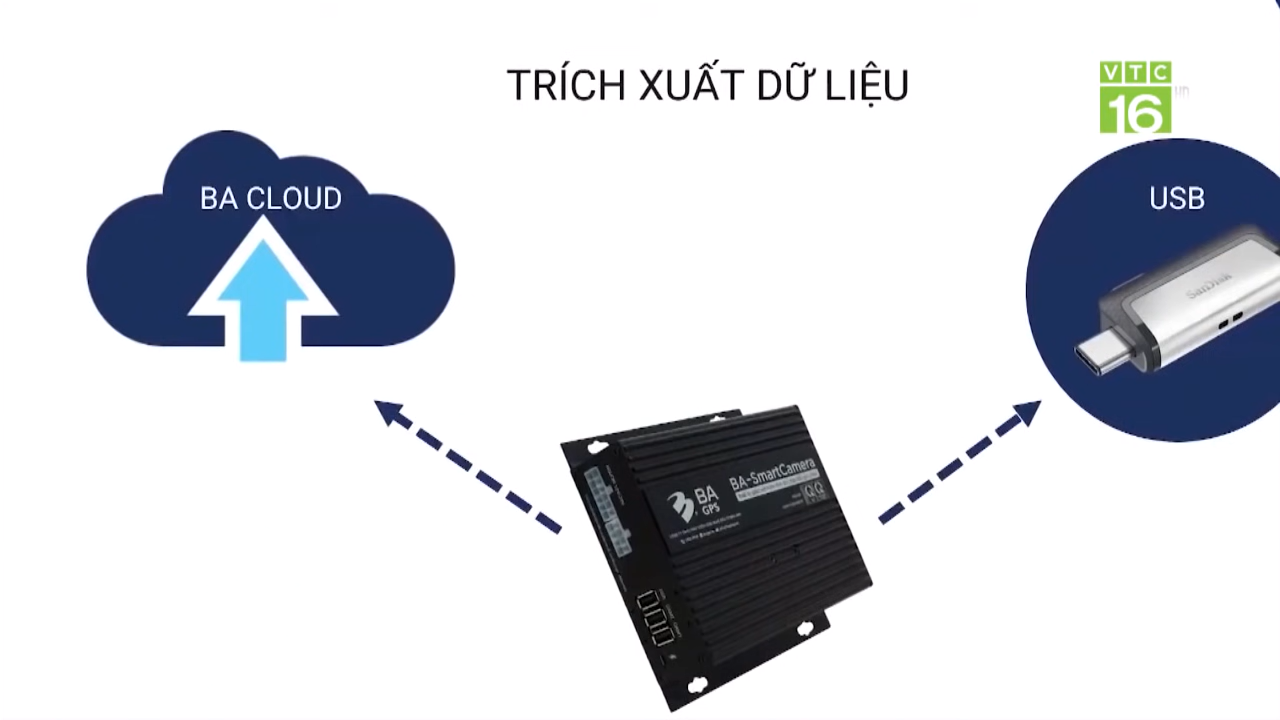 TRÍCH XUẤT DỮ LIỆU
VTC
16
BA CLOUD
USB
SanDisk
BA-SmartCamera
BA
GPS